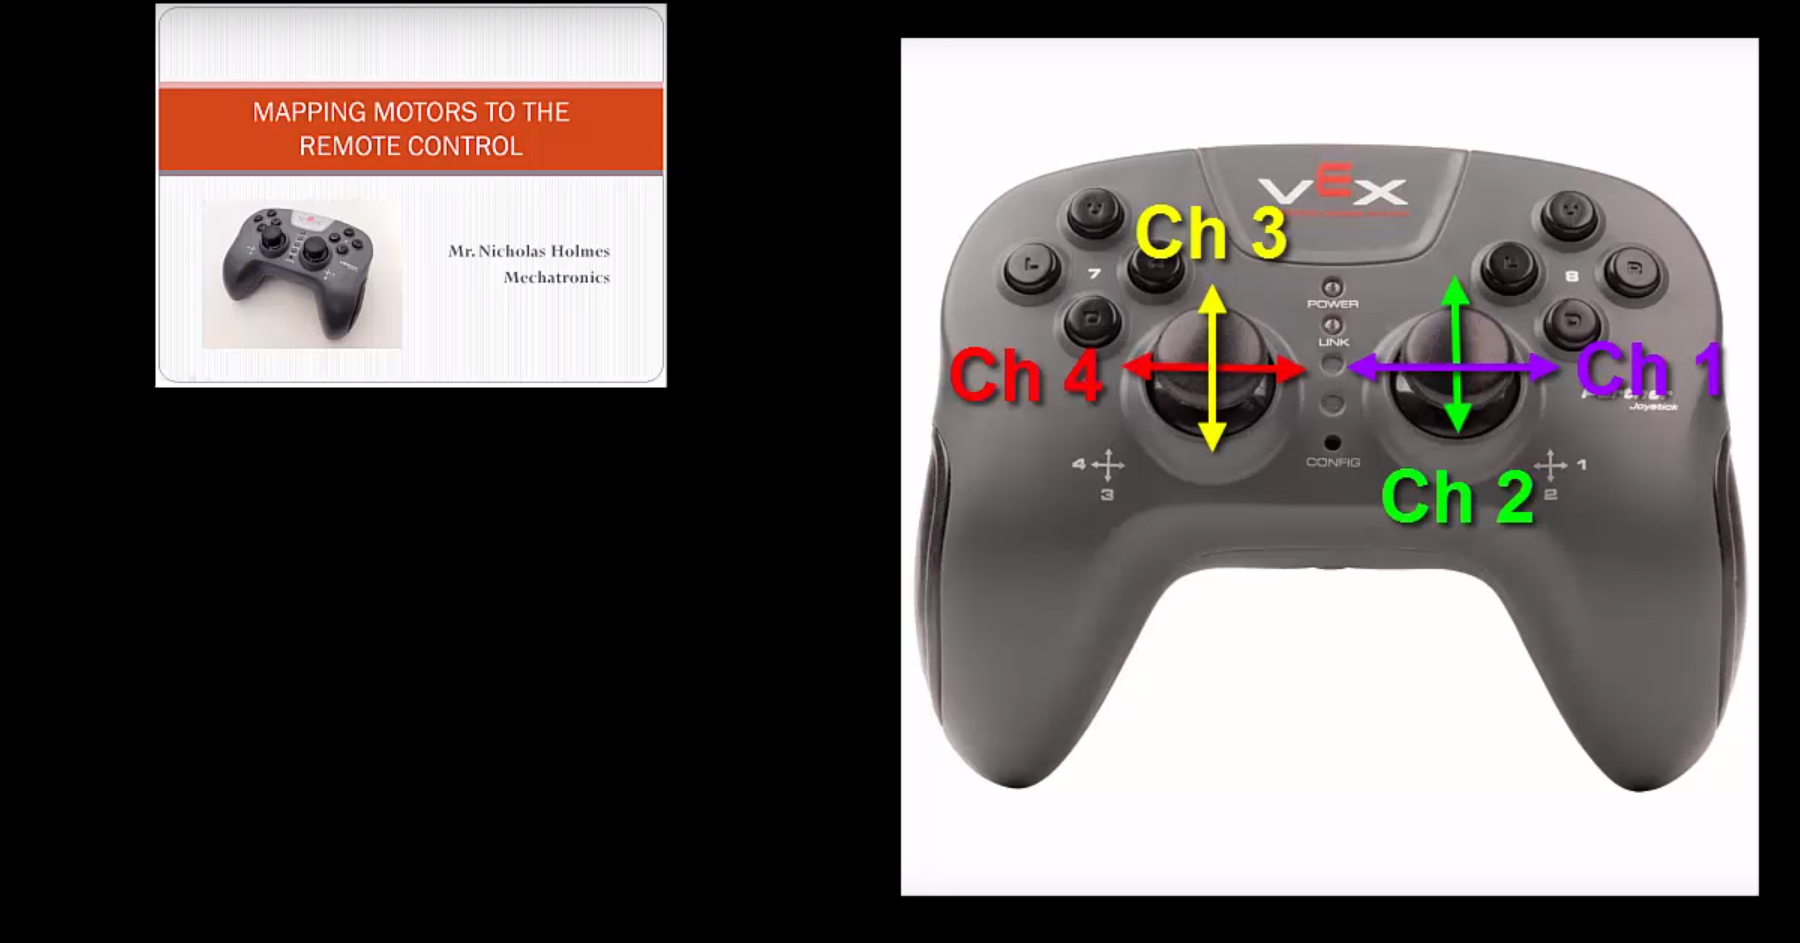 MAPPING MOTORS TO THE
REMOTE CONTROL
Mr. Nicholas Holmes
Mechatronics
VEX
VEX
Ch 3
7
8
POWER
LINK
Ch 4
Ch 1
Joystick
CONFIG
4
3
1
2
Ch 2